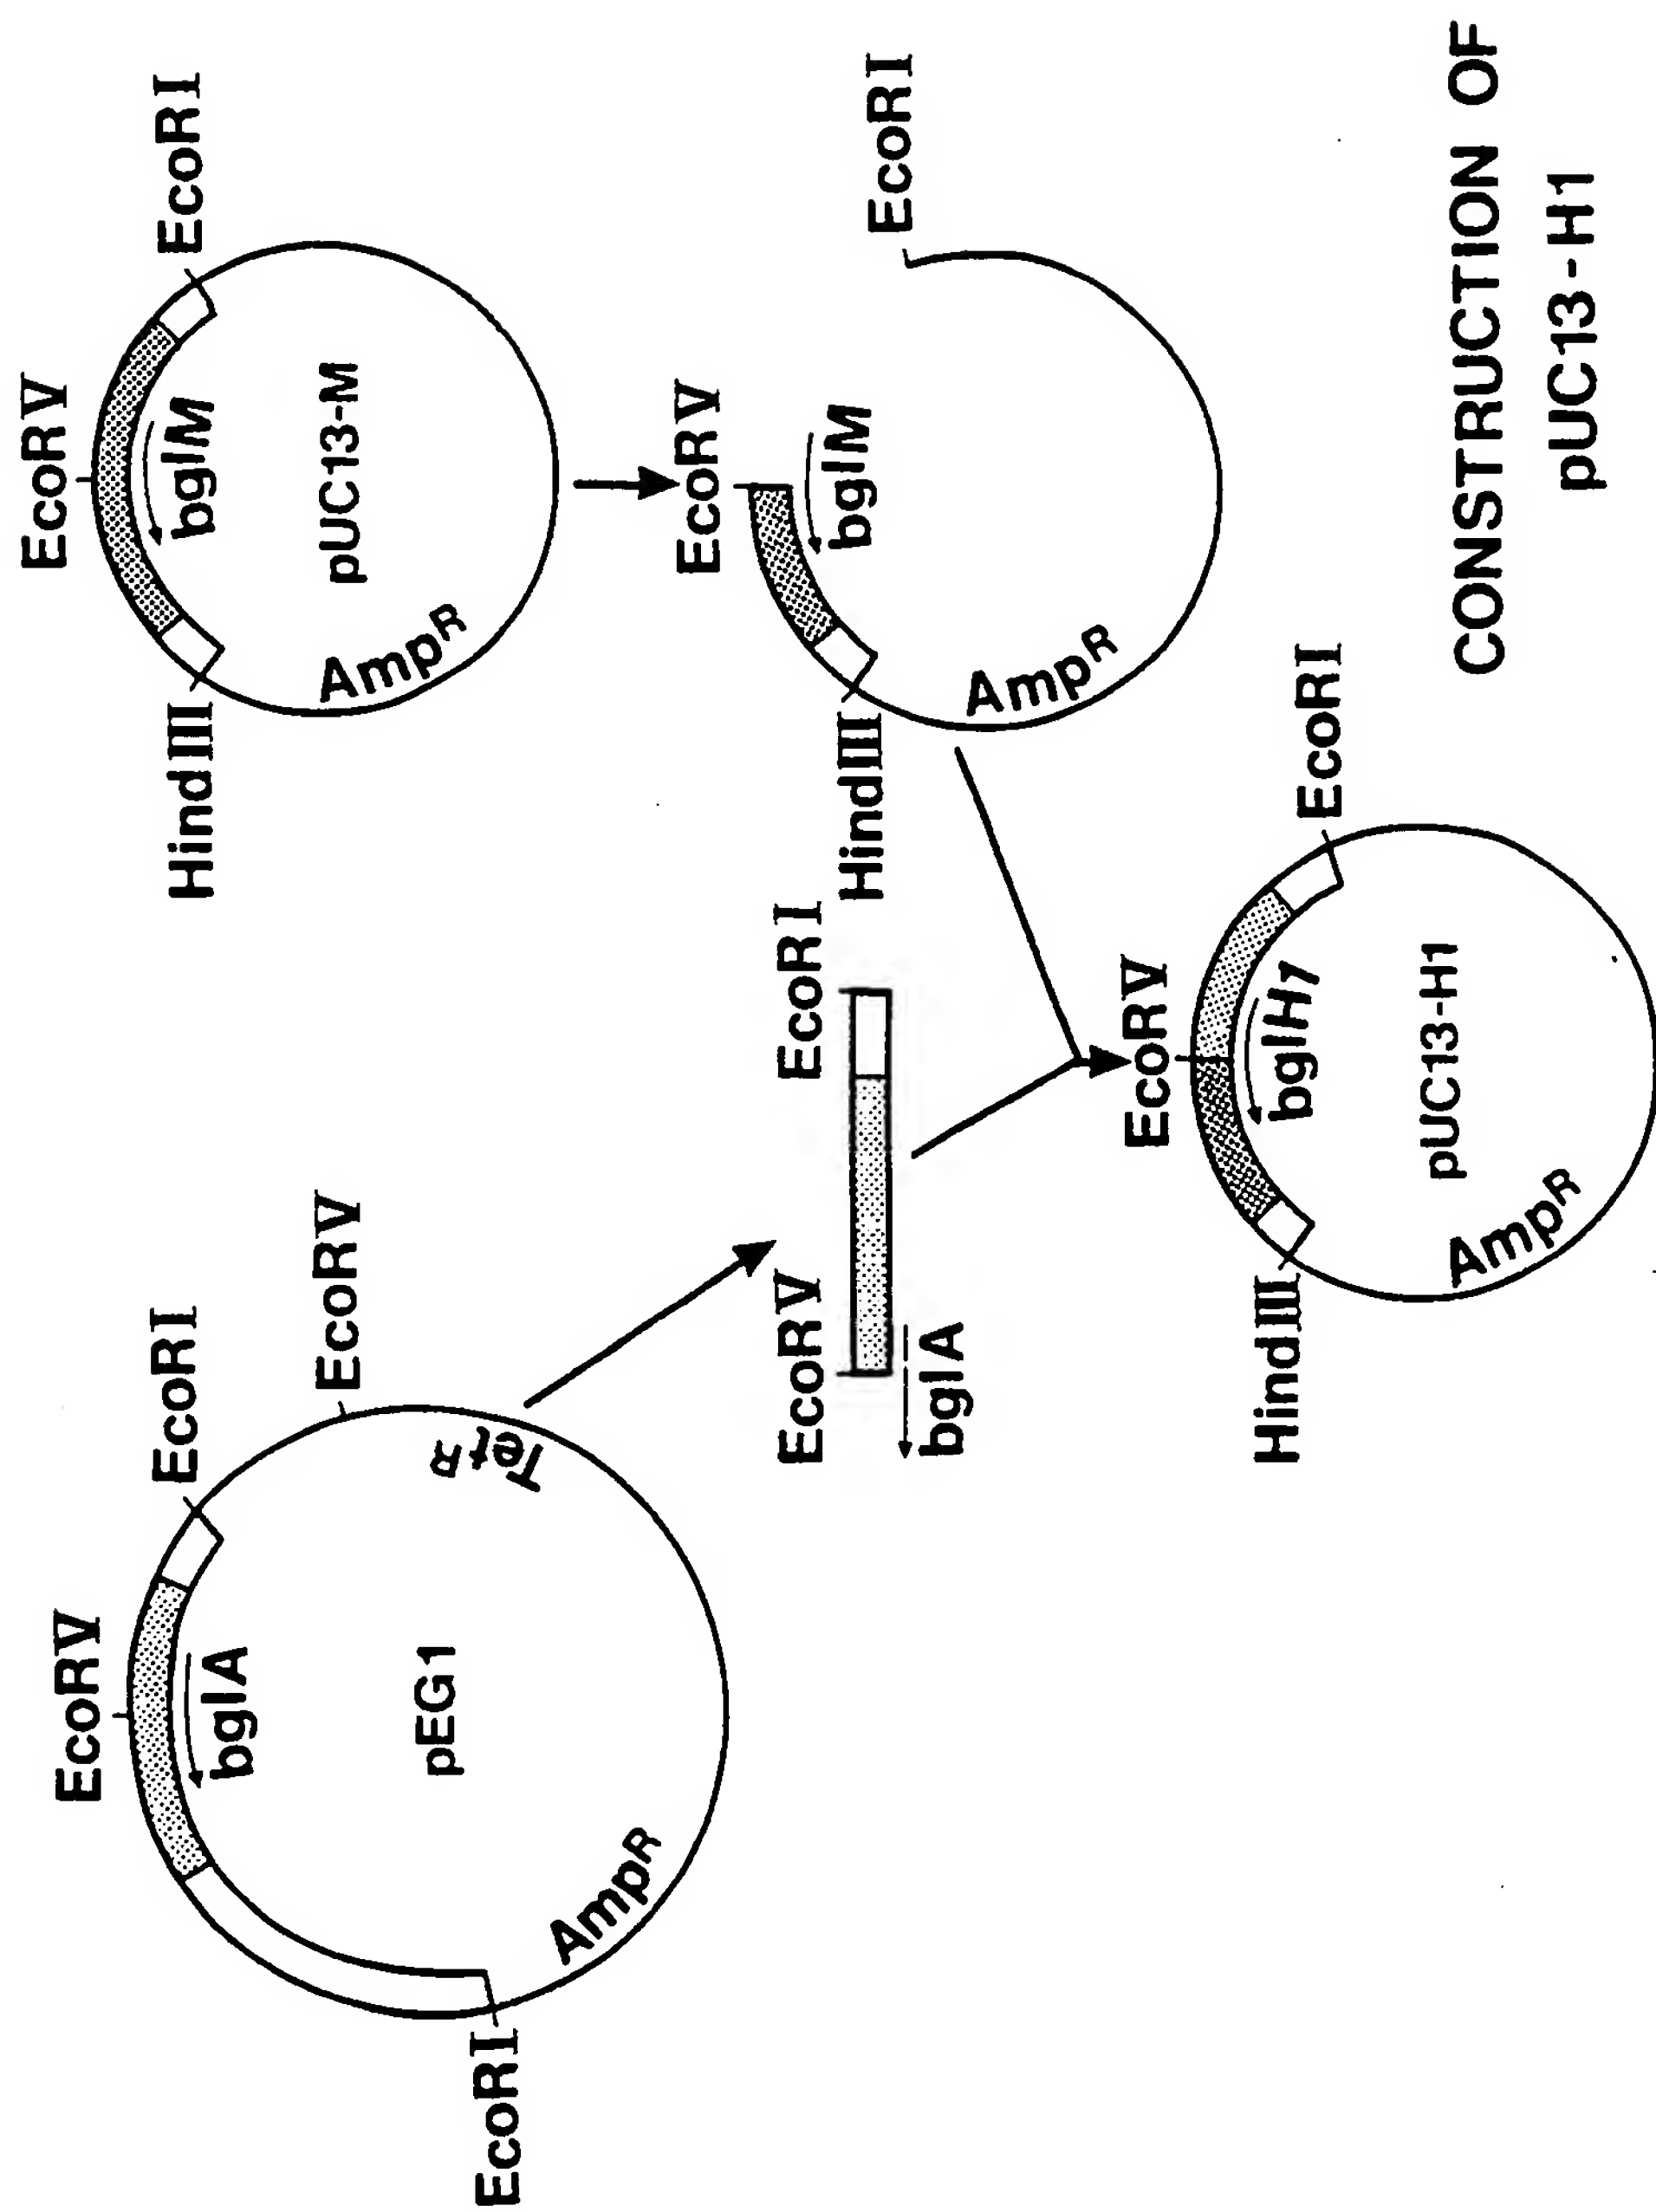 EcoRV
EcoRI
EcoRI
EcoRV
bglA
pEG1
AmpR
TetR
EcoRV
HindIII
EcoRI
bglM
pUC13-M
AmpR
EcoRV
EcoRI
bglA
EcoRV
HindIII
EcoRI
bglM
AmpR
EcoRV
HindIII
EcoRI
bglH1
pUC13-H1
AmpR
CONSTRUCTION OF
pUC13-H1